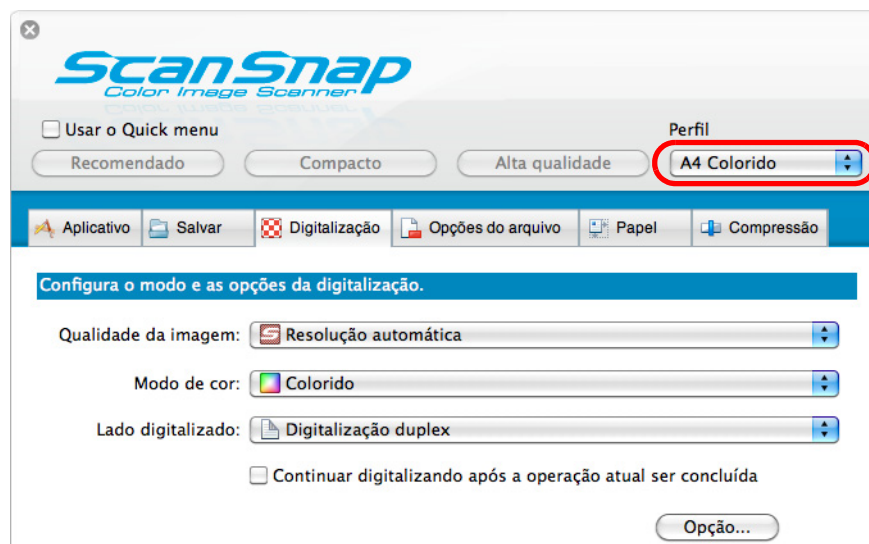 ScanSnap
Color Image Scanner
Usar o Quick menu
Perfil
Recomendado Compacto Alta qualidade A4 Colorido
Aplicativo Salvar Digitalização Opções do arquivo Papel Compressão
Configura o modo e as opções da digitalização.
Qualidade da imagem: Resolução automática
Modo de cor: Colorido
Lado digitalizado: Digitalização duplex
Continuar digitalizando após a operação atual ser concluída
Opção...